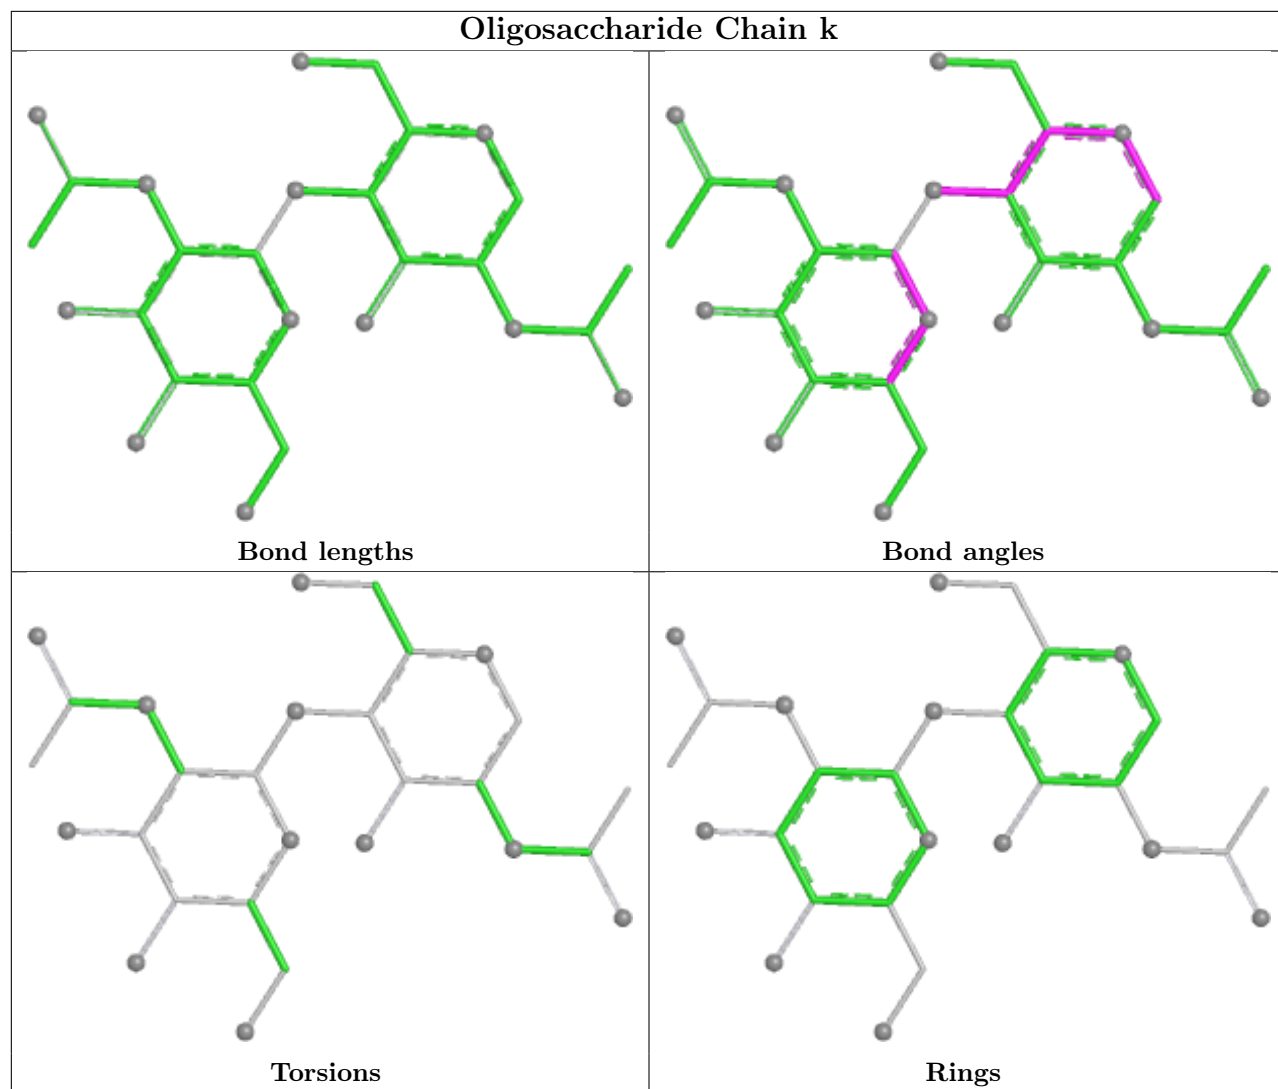 Oligosaccharide Chain k
Bond lengths
Bond angles
Torsions
Rings